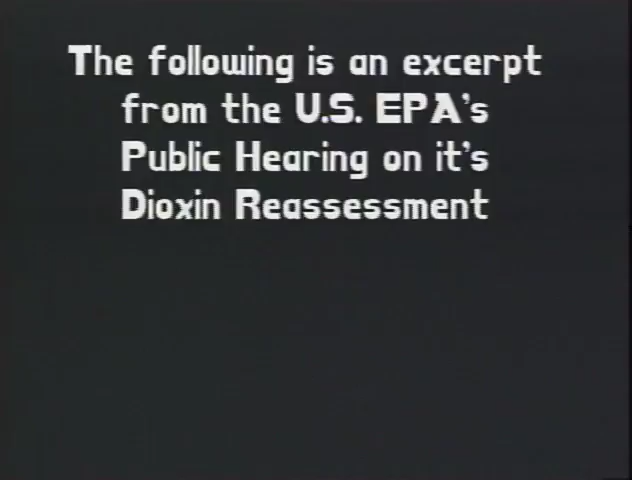 The following is an excerpt
from the U.S. EPA's
Public Hearing on it's
Dioxin Reassessment